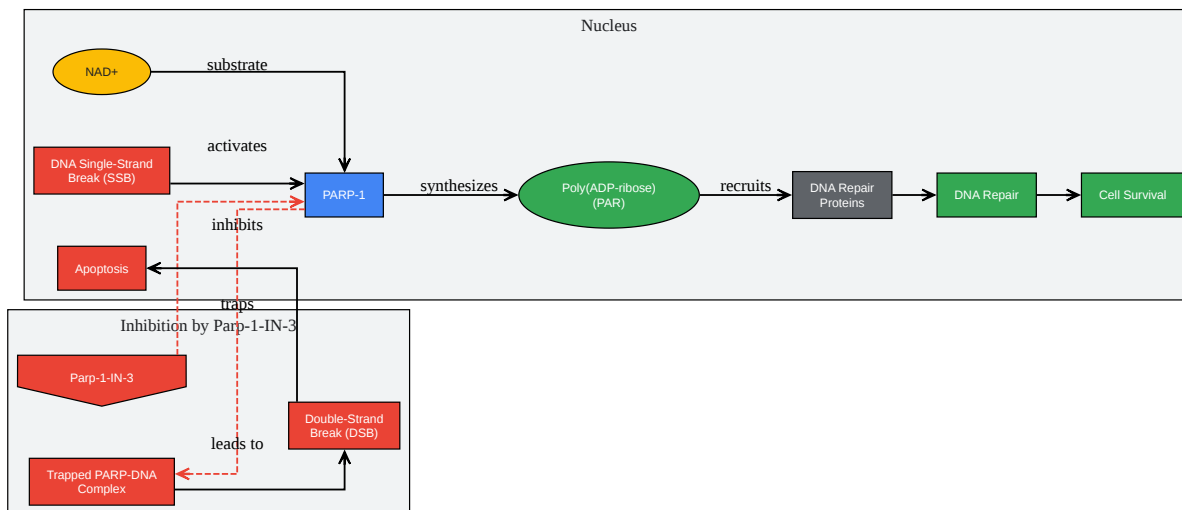 Nucleus
NAD+
substrate
activates
DNA Single-Strand
Break (SSB)
PARP-1
synthesizes
Poly(ADP-ribose)
(PAR)
recruits
DNA Repair
Proteins
DNA Repair
Cell Survival
inhibits
Apoptosis
traps
Inhibition by Parp-1-IN-3
Parp-1-IN-3
Double-Strand
Break (DSB)
leads to
Trapped PARP-DNA
Complex